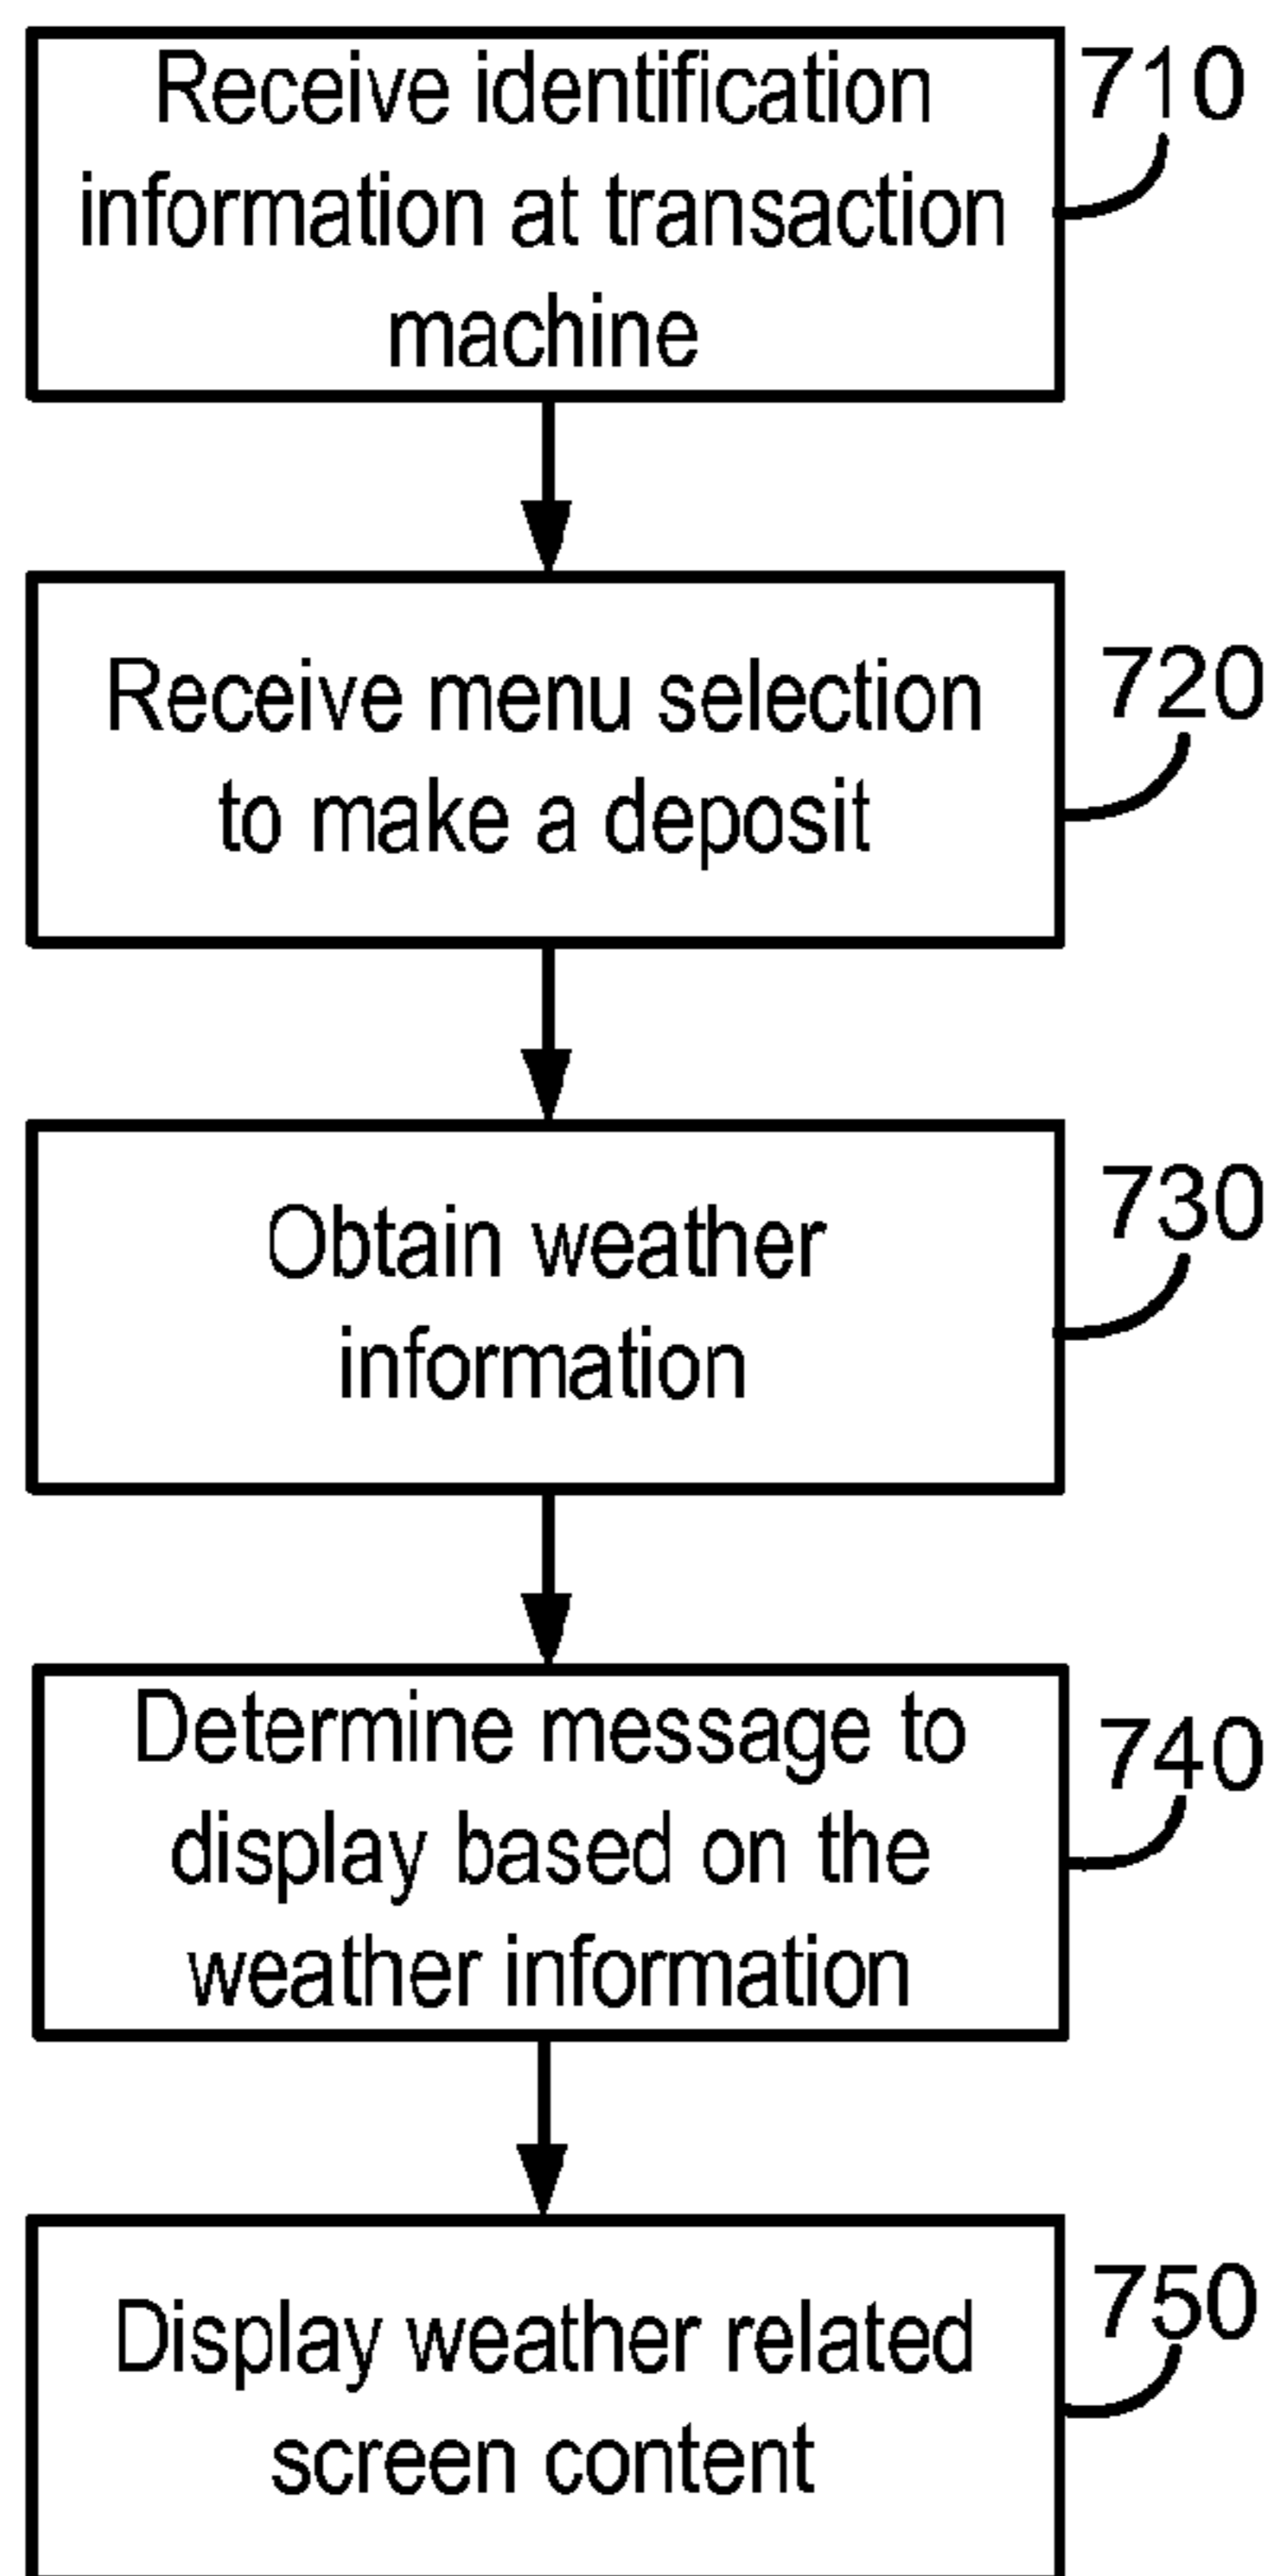 Receive identification
information at transaction
machine
710
Receive menu selection
to make a deposit
720
Obtain weather
information
730
Determine message to
display based on the
weather information
740
Display weather related
screen content
750